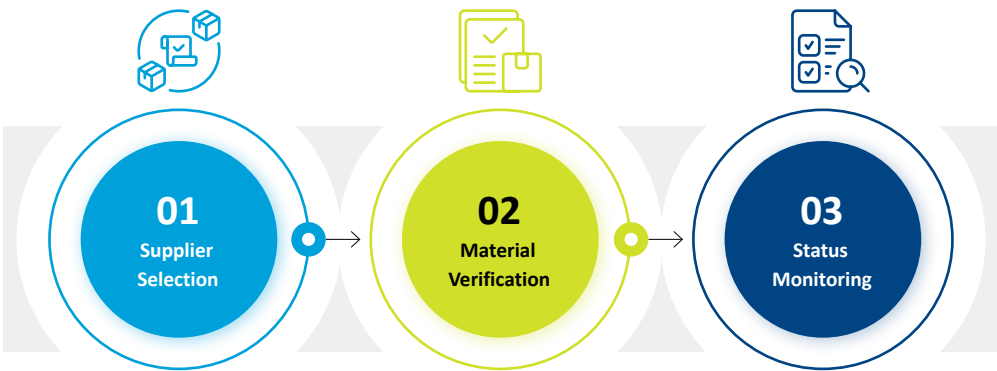 01
Supplier
Selection
02
Material
Verification
03
Status
Monitoring